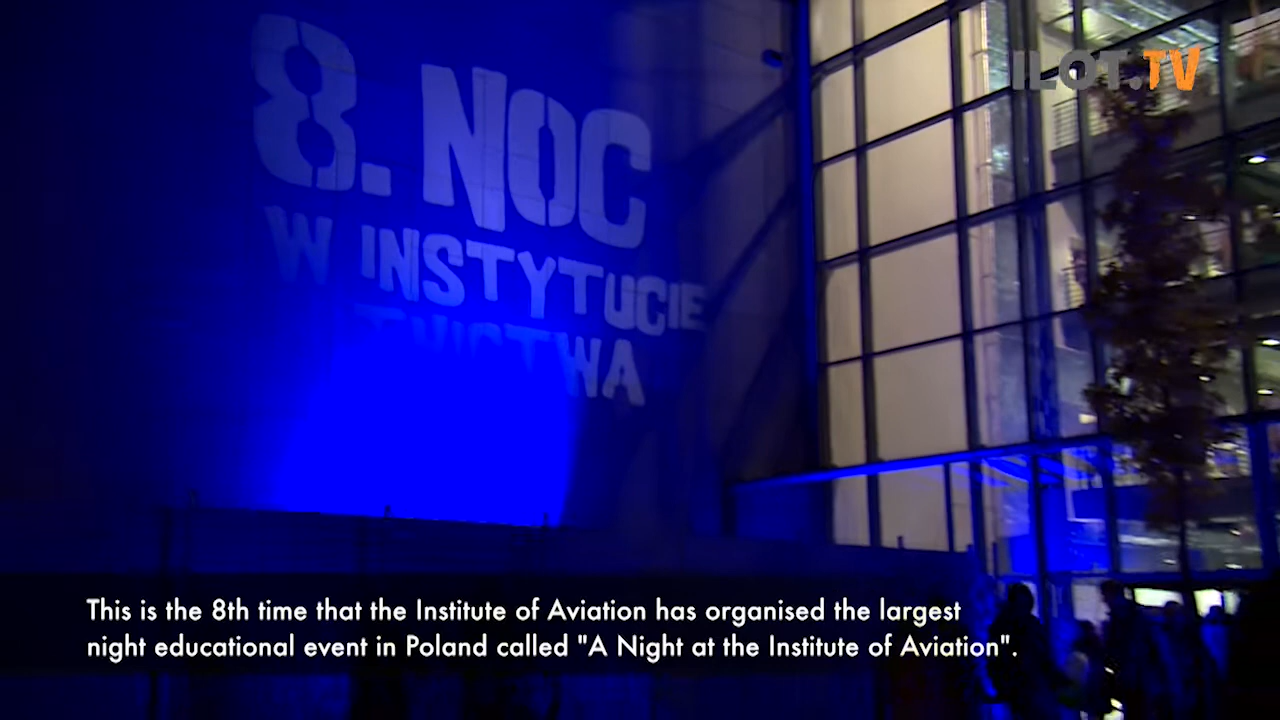 ILOT.TV
8. NOC
W INSTYTUCIE
This is the 8th time that the Institute of Aviation has organised the largest
night educational event in Poland called "A Night at the Institute of Aviation".